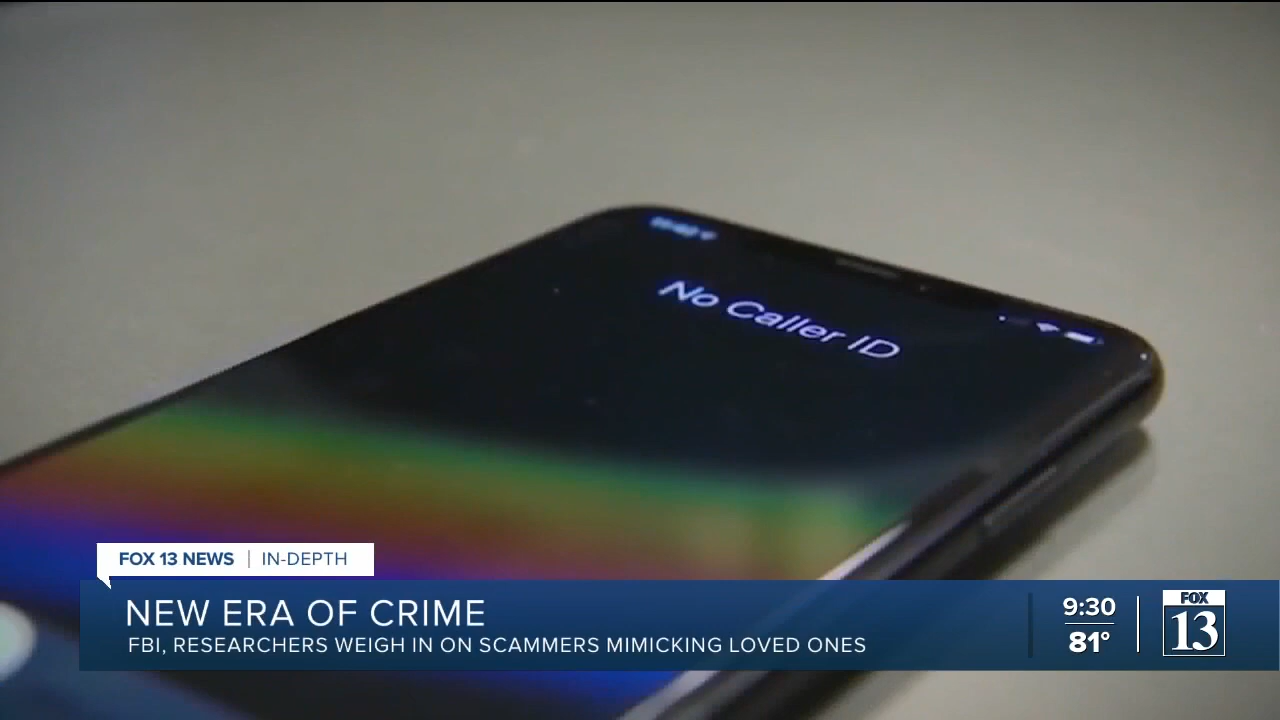 No Caller ID
FOX 13 NEWS | IN-DEPTH
NEW ERA OF CRIME
FBI, RESEARCHERS WEIGH IN ON SCAMMERS MIMICKING LOVED ONES
9:30
81°
FOX
13